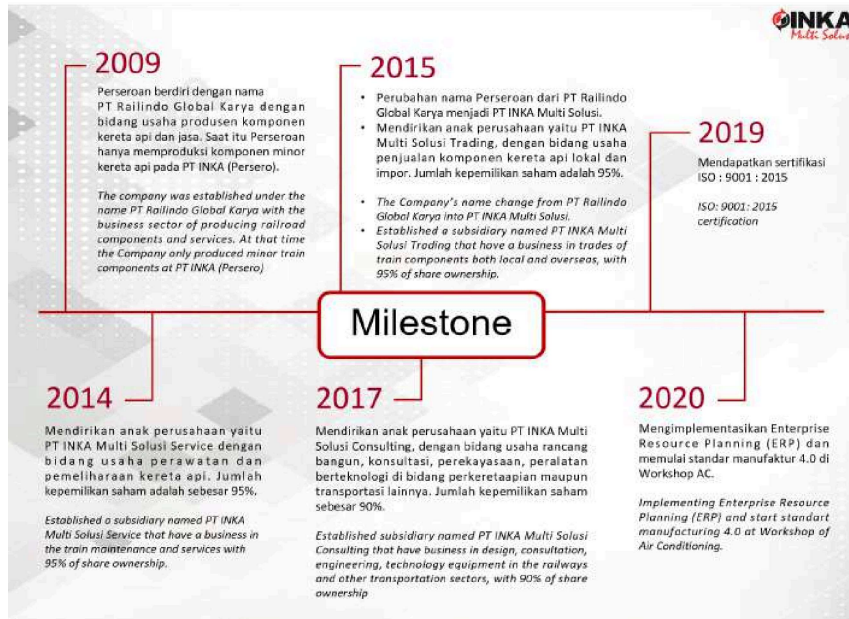 INKA
Multi Solusi
2009
Perseroan berdiri dengan nama
PT Railindo Global Karya dengan
bidang usaha produsen komponen
kereta api dan jasa. Saat itu Perseroan
hanya memproduksi komponen minor
kereta api pada PT INKA (Persero).
The company was established under the
name PT Railindo Global Karya with the
business sector of producing railroad
components and services. At that time
the Company only produced minor train
components at PT INKA (Persero)
2015
• Perubahan nama Perseroan dari PT Railindo
Global Karya menjadi PT INKA Multi Solusi.
• Mendirikan anak perusahaan yaitu PT INKA
Multi Solusi Trading, dengan bidang usaha
penjualan komponen kereta api lokal dan
impor. Jumlah kepemilikan saham adalah 95%.
• The Company's name change from PT Railindo
Global Karya into PT INKA Multi Solusi.
• Established a subsidiary named PT INKA Multi
Solusi Trading that have a business in trades of
train components both local and overseas, with
95% of share ownership.
2019
Mendapatkan sertifikasi
ISO : 9001 : 2015
ISO: 9001: 2015
certification
Milestone
2014
Mendirikan anak perusahaan yaitu
PT INKA Multi Solusi Service dengan
bidang usaha perawatan dan
pemeliharaan kereta api. Jumlah
kepemilikan saham adalah sebesar 95%.
Established a subsidiary named PT INKA
Multi Solusi Service that have a business in
the train maintenance and services with
95% of share ownership.
2017
Mendirikan anak perusahaan yaitu PT INKA Multi
Solusi Consulting, dengan bidang usaha rancang
bangun, konsultasi, perekayasaan, peralatan
berteknologi di bidang perkeretaapian maupun
transportasi lainnya. Jumlah kepemilikan saham
sebesar 90%.
Established subsidiary named PT INKA Multi Solusi
Consulting that have business in design, consultation,
engineering, technology equipment in the railways
and other transportation sectors, with 90% of share
ownership
2020
Mengimplementasikan Enterprise
Resource Planning (ERP) dan
memulai standar manufaktur 4.0 di
Workshop AC.
Implementing Enterprise Resource
Planning (ERP) and start standart
manufacturing 4.0 at Workshop of
Air Conditioning.